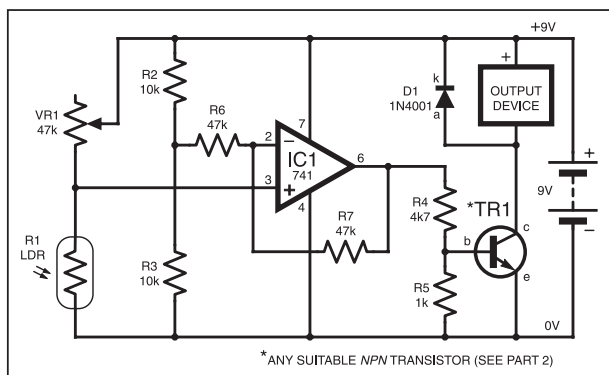 +9V
R2
10k
k
D1
1N4001
a
+
OUTPUT
DEVICE
VR1
47k
R6
47k
7
2
−
IC1
741
6
3
+
4
R7
47k
R4
4k7
*TR1
b
c
e
9V
+
−
R1
LDR
R3
10k
R5
1k
0V
*ANY SUITABLE NPN TRANSISTOR (SEE PART 2)